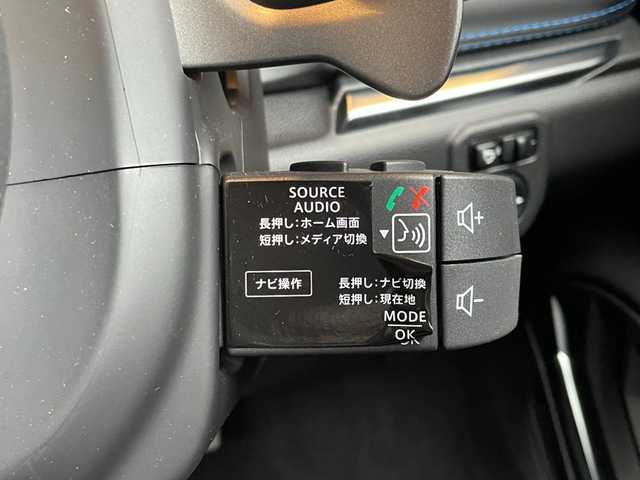 SOURCE
AUDIO
長押し:ホーム画面
短押し:メディア切換
ナビ操作
長押し:ナビ切換
短押し:現在地
MODE
OK
+
-